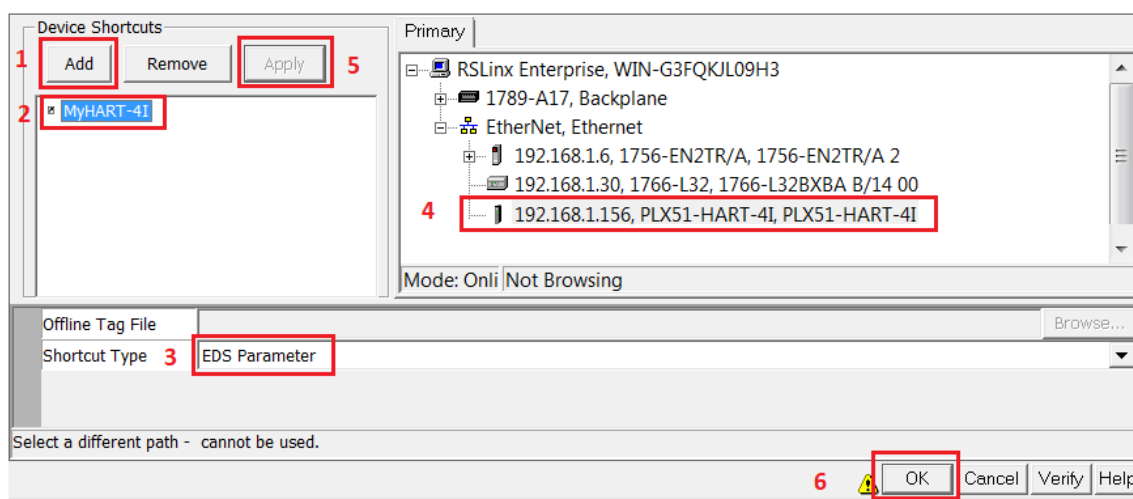 Device Shortcuts
1 Add Remove Apply 5
2 MyHART-4I
Primary
RSLinx Enterprise, WIN-G3FQKJL09H3
1789-A17, Backplane
EtherNet, Ethernet
192.168.1.6, 1756-EN2TR/A, 1756-EN2TR/A 2
192.168.1.30, 1766-L32, 1766-L32BXBA B/14 00
4 192.168.1.156, PLX51-HART-4I, PLX51-HART-4I
Mode: Onli Not Browsing
Offline Tag File Browse...
Shortcut Type 3 EDS Parameter
Select a different path - cannot be used.
6 OK Cancel Verify Help